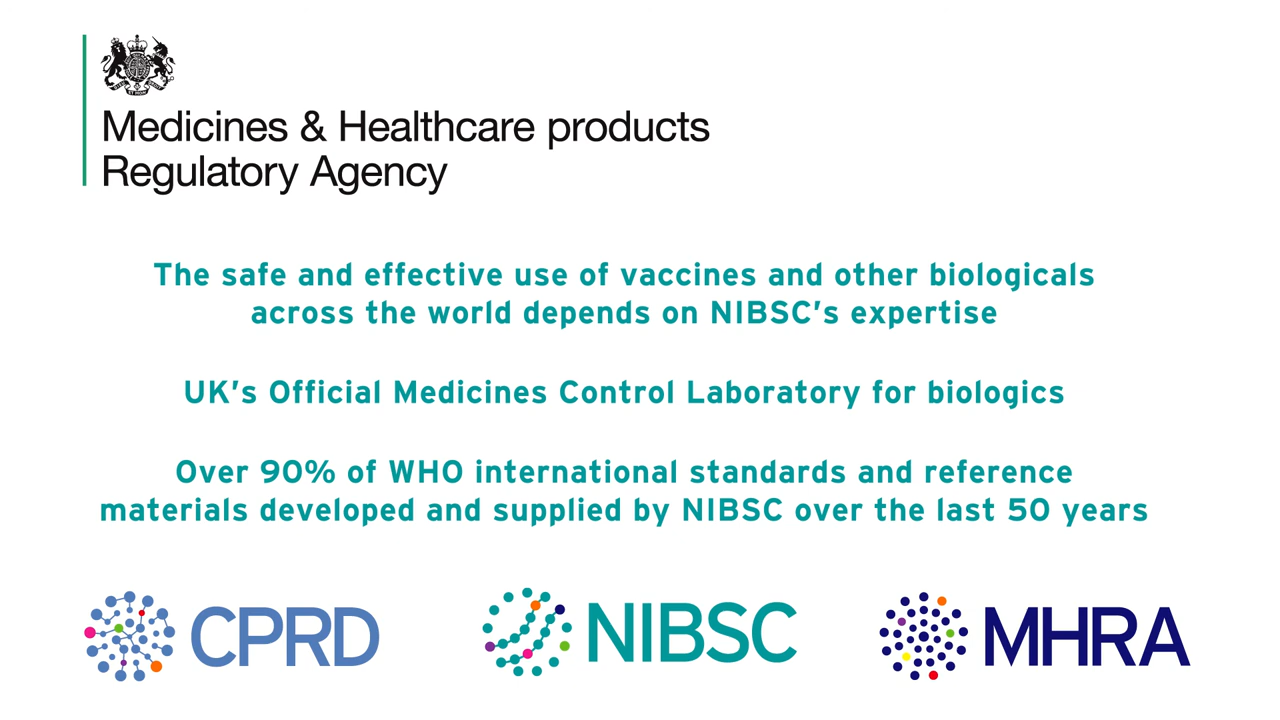 Medicines & Healthcare products
Regulatory Agency
The safe and effective use of vaccines and other biologicals
across the world depends on NIBSC's expertise
UK's Official Medicines Control Laboratory for biologics
Over 90% of WHO international standards and reference
materials developed and supplied by NIBSC over the last 50 years
CPRD
NIBSC
MHRA